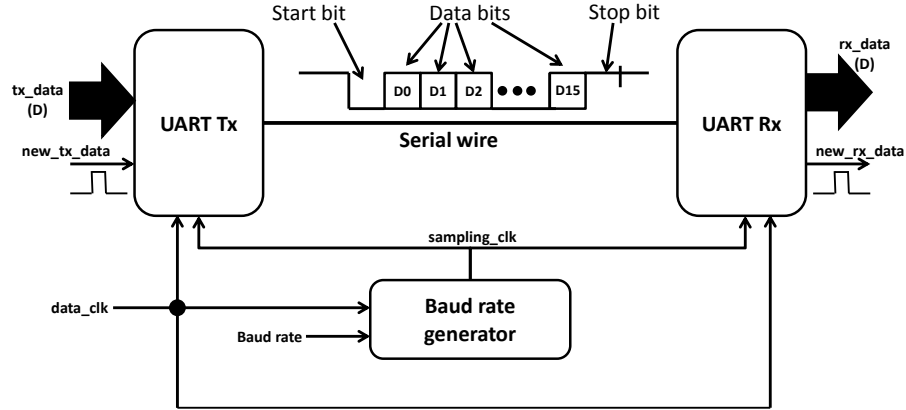 Start bit
Data bits
Stop bit
tx_data
(D)
rx_data
(D)
D0
D1
D2
D15
UART Tx
UART Rx
Serial wire
new_tx_data
new_rx_data
sampling_clk
data_clk
Baud rate
generator
Baud rate